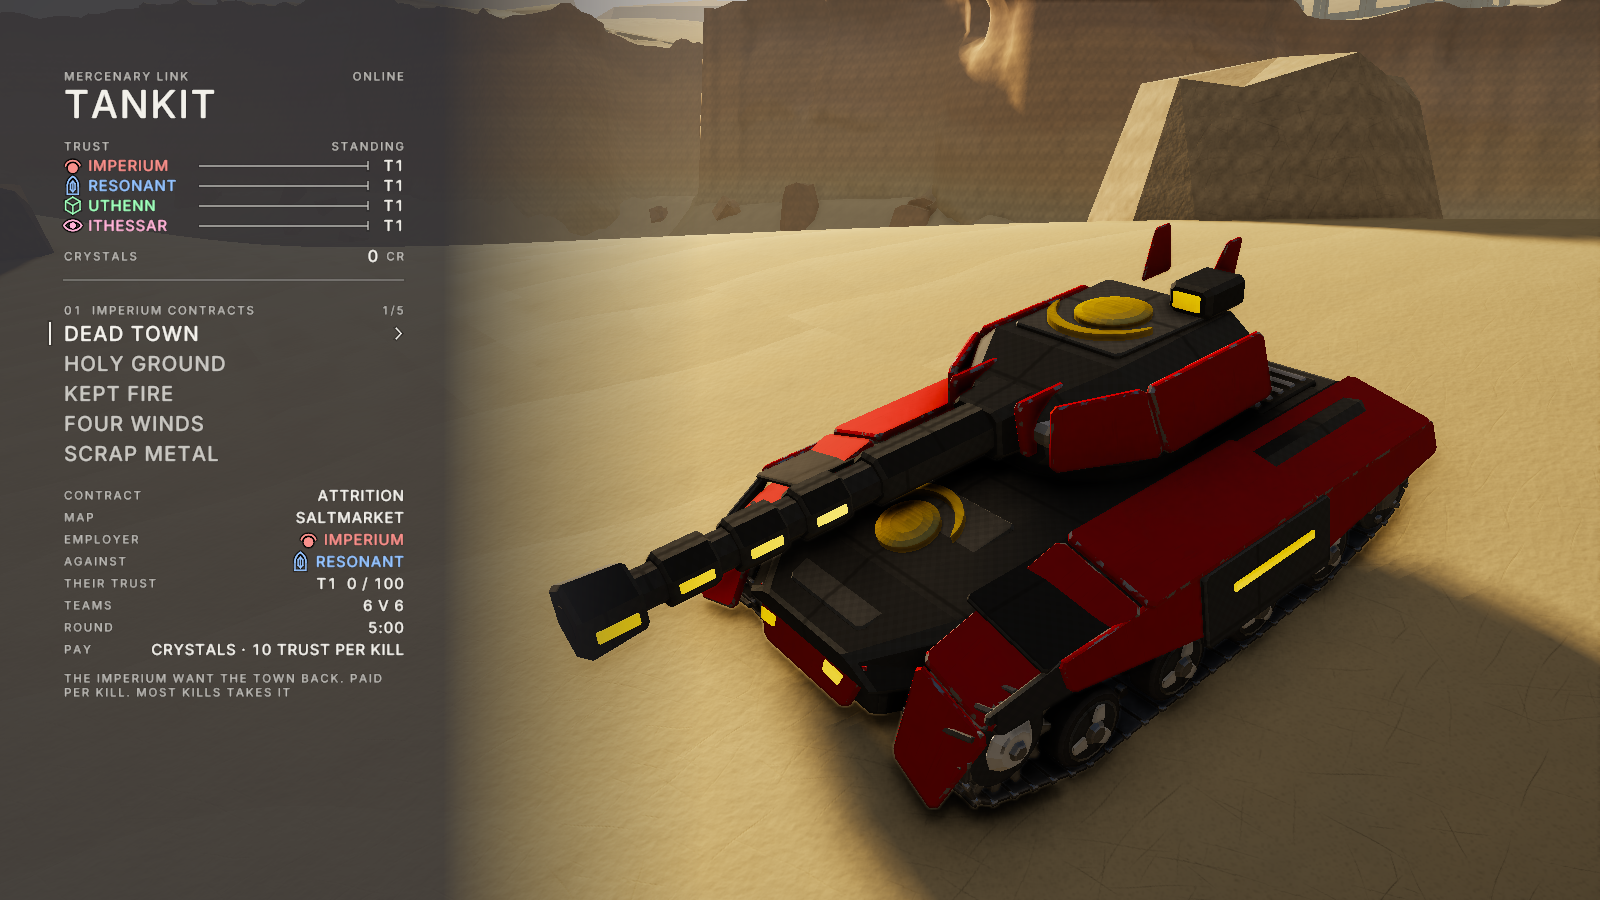 MERCENARY LINK ONLINE
TANKIT
TRUST STANDING
IMPERIUM T1
RESONANT T1
UTHENN T1
ITHESSAR T1
CRYSTALS 0 CR
01 IMPERIUM CONTRACTS 1/5
DEAD TOWN
HOLY GROUND
KEPT FIRE
FOUR WINDS
SCRAP METAL
CONTRACT ATTRITION
MAP SALTMARKET
EMPLOYER IMPERIUM
AGAINST RESONANT
THEIR TRUST T1 0 / 100
TEAMS 6 V 6
ROUND 5:00
PAY CRYSTALS · 10 TRUST PER KILL
THE IMPERIUM WANT THE TOWN BACK. PAID
PER KILL. MOST KILLS TAKES IT